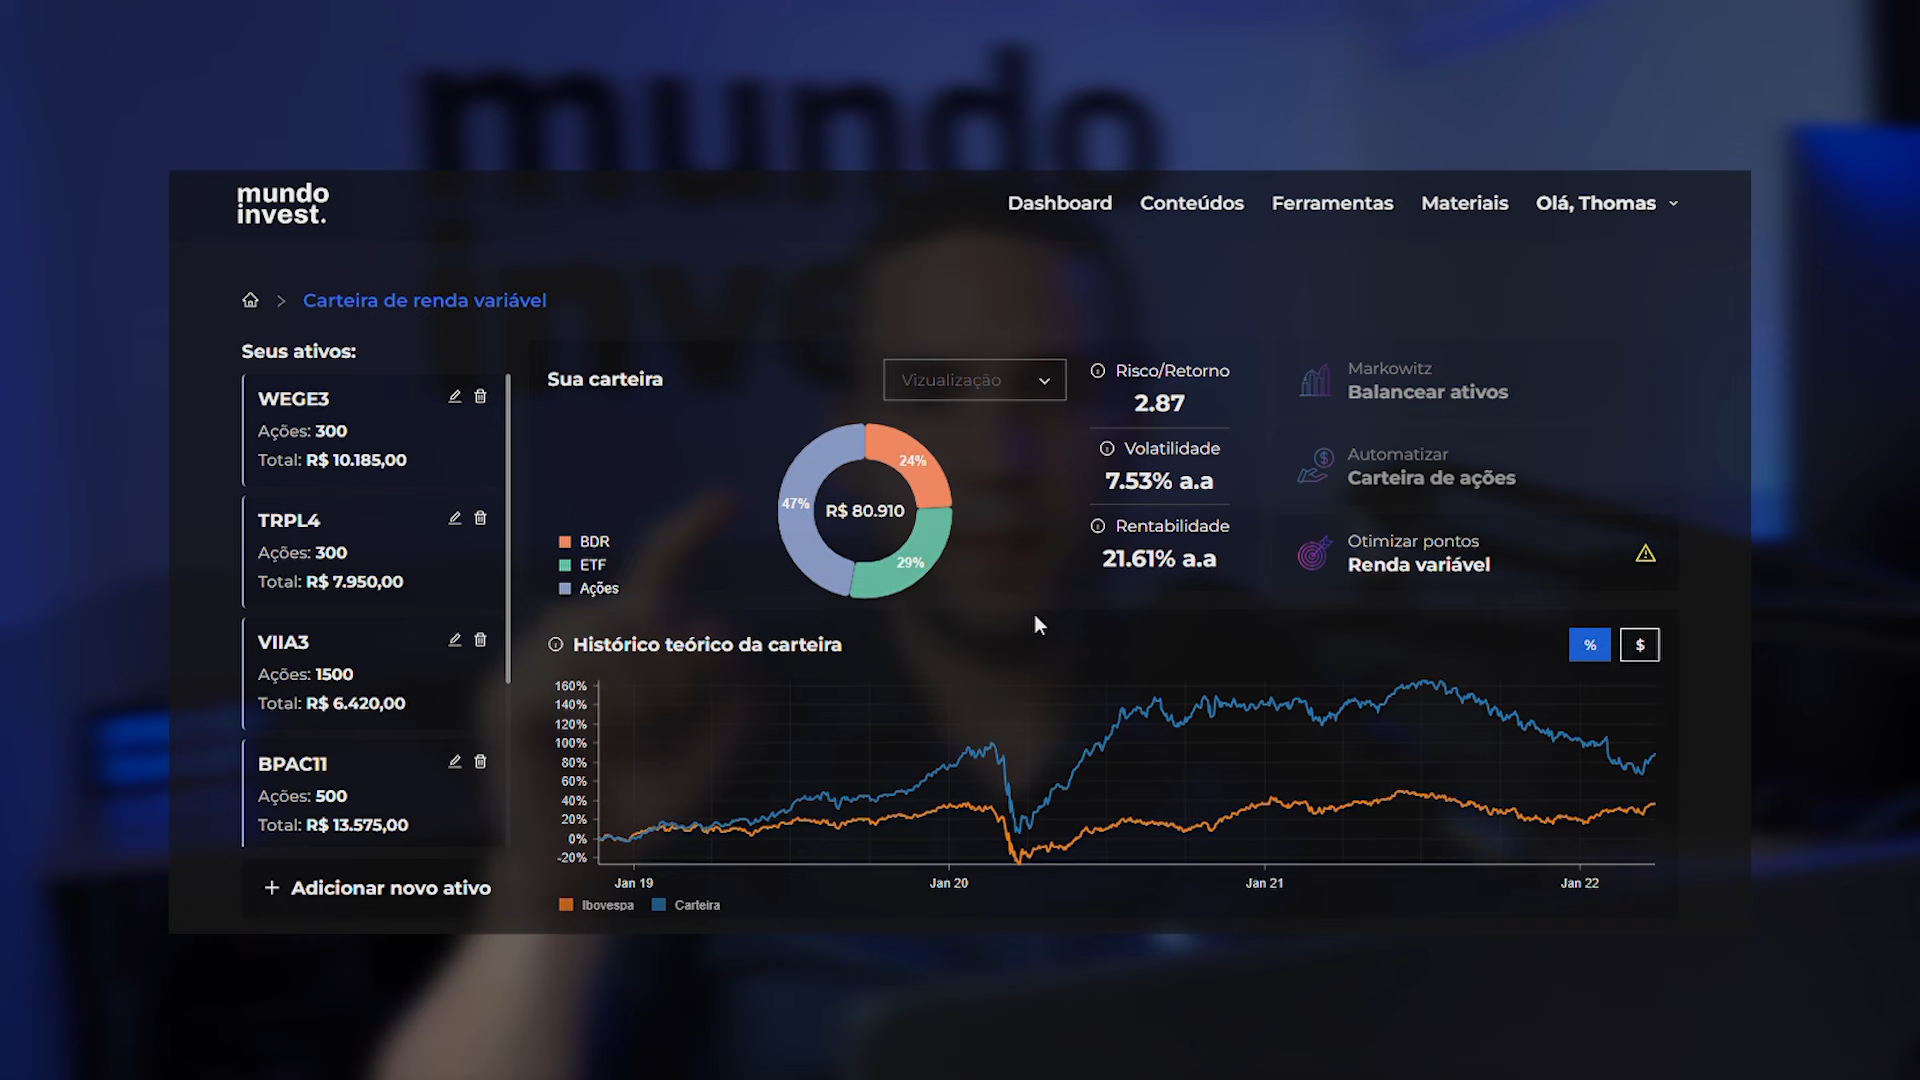 mundo
mundo
invest.
Dashboard
Conteúdos
Ferramentas
Materiais
Olá, Thomas
Carteira de renda variável
Seus ativos:
WEGE3
Ações: 300
Total: R$ 10.185,00
TRPL4
Ações: 300
Total: R$ 7.950,00
VIIA3
Ações: 1500
Total: R$ 6.420,00
BPAC11
Ações: 500
Total: R$ 13.575,00
+ Adicionar novo ativo
Sua carteira
Vizualização
24%
47%
R$ 80.910
29%
BDR
ETF
Ações
Risco/Retorno
2.87
Volatilidade
7.53% a.a
Rentabilidade
21.61% a.a
Markowitz
Balancear ativos
Automatizar
Carteira de ações
Otimizar pontos
Renda variável
Histórico teórico da carteira
%
$
160%
140%
120%
100%
80%
60%
40%
20%
0%
-20%
Jan 19
Jan 20
Jan 21
Jan 22
Ibovespa
Carteira